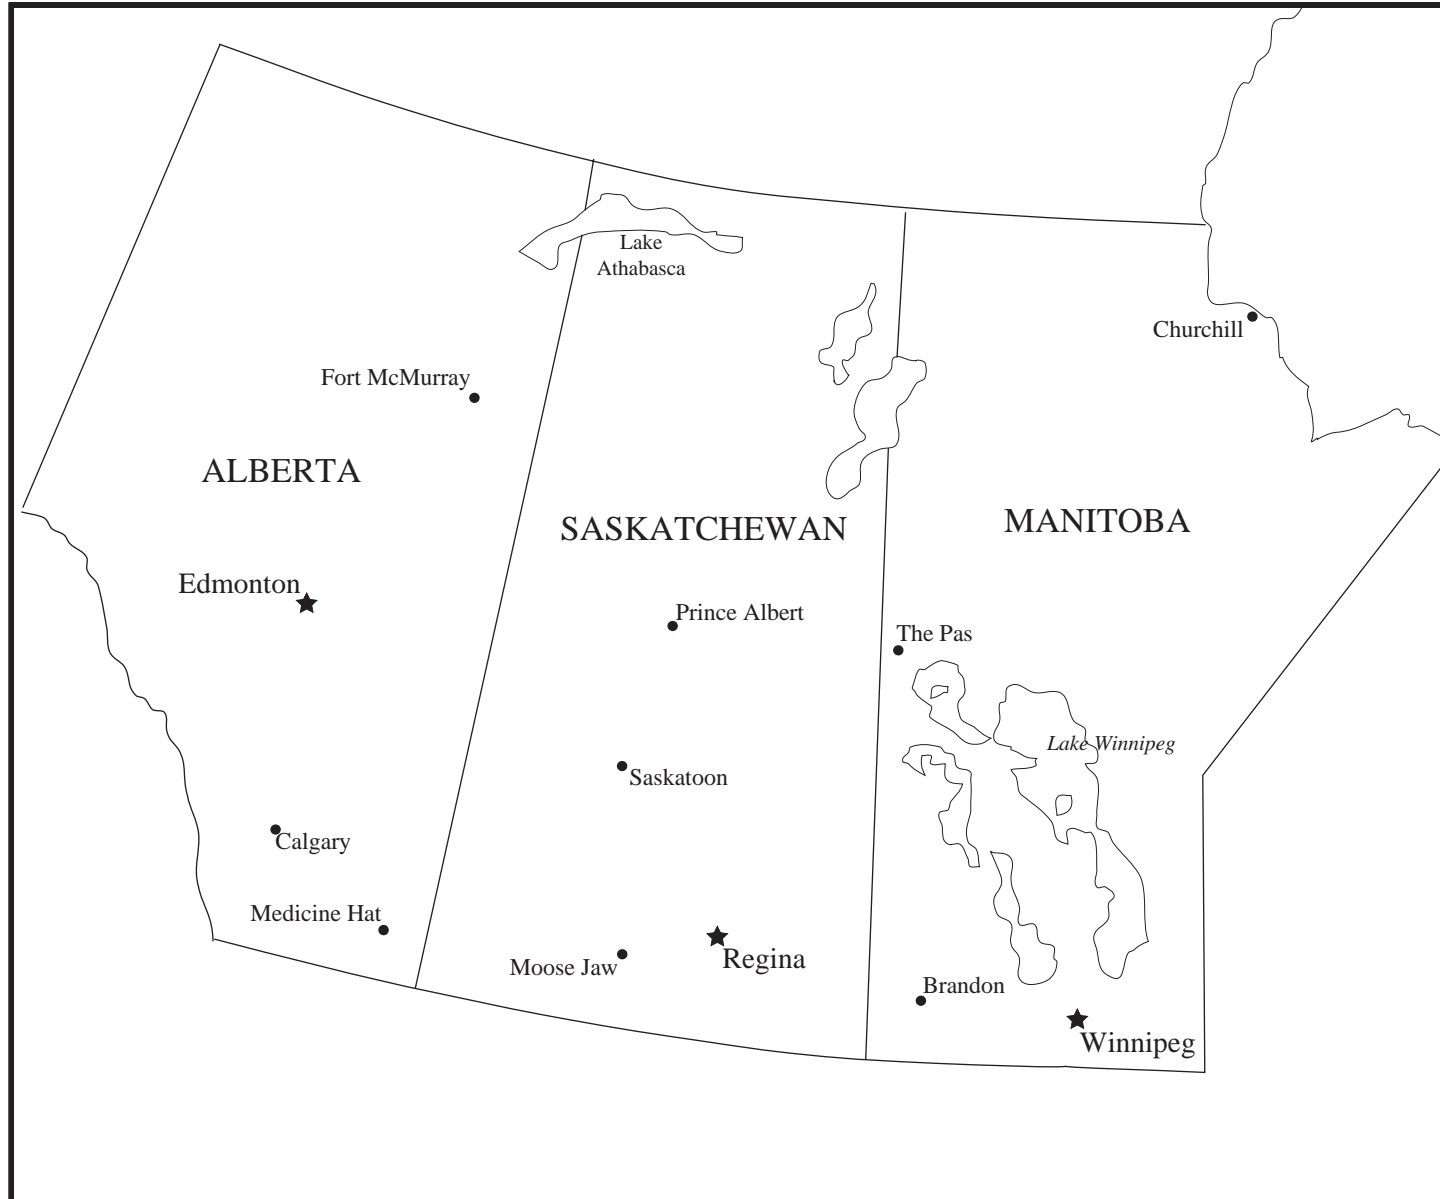 Lake
Athabasca
Churchill
Fort McMurray
ALBERTA
SASKATCHEWAN
MANITOBA
Edmonton
Prince Albert
The Pas
Lake Winnipeg
Saskatoon
Calgary
Medicine Hat
Moose Jaw
Regina
Brandon
Winnipeg